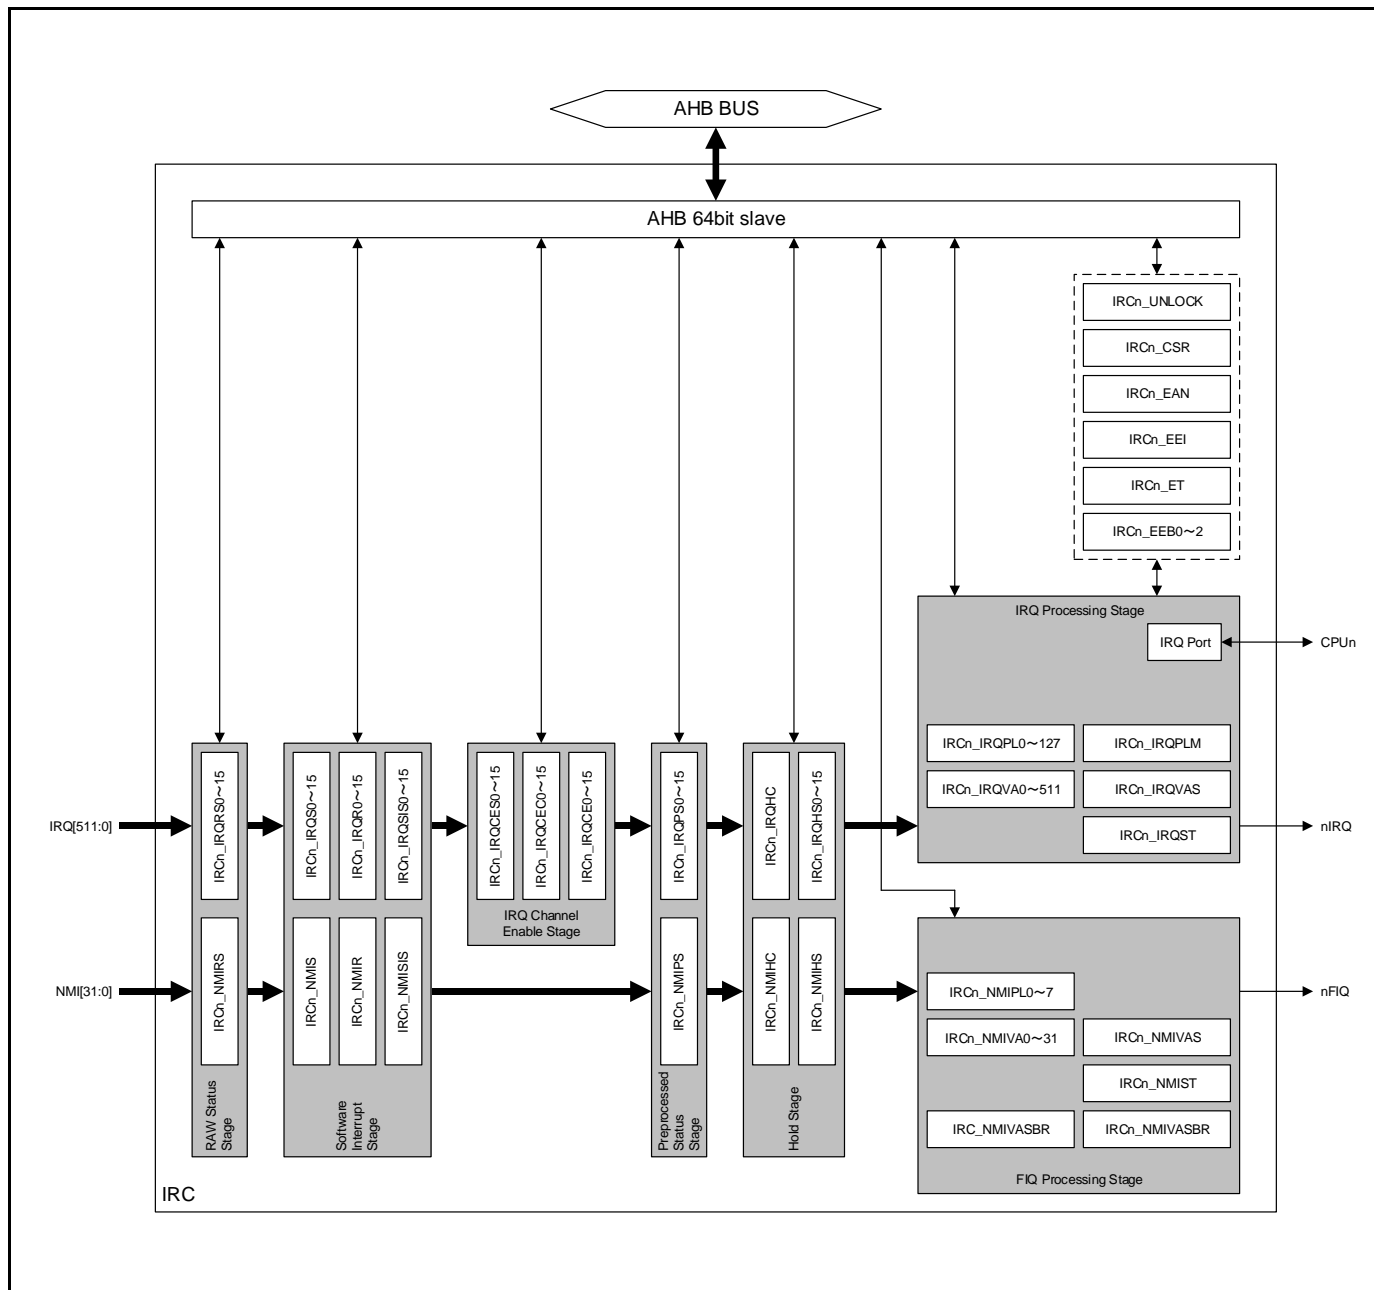 AHB BUS
AHB 64bit slave
IRCn_UNLOCK
IRCn_CSR
IRCn_EAN
IRCn_EEI
IRCn_ET
IRCn_EEB0～2
IRQ Processing Stage
IRQ Port
CPUn
IRCn_IRQPL0～127
IRCn_IRQPLM
IRCn_IRQVA0～511
IRCn_IRQVAS
IRCn_IRQST
nIRQ
IRQ[511:0]
IRCn_IRQRS0～15
IRCn_IRQS0～15
IRCn_IRQR0～15
IRCn_IRQSIS0～15
IRCn_IRQCES0～15
IRCn_IRQCEC0～15
IRCn_IRQCE0～15
IRQ Channel
Enable Stage
IRCn_IRQPS0～15
IRCn_IRQHC
IRCn_IRQHS0～15
NMI[31:0]
IRCn_NMIRS
IRCn_NMIS
IRCn_NMIR
IRCn_NMISIS
IRCn_NMIPS
IRCn_NMIHC
IRCn_NMIHS
RAW Status
Stage
Software
Interrupt
Stage
Preprocessed
Status
Stage
Hold Stage
IRCn_NMIPL0～7
nFIQ
IRCn_NMIVA0～31
IRCn_NMIVAS
IRCn_NMIST
IRC_NMIVASBR
IRCn_NMIVASBR
FIQ Processing Stage
IRC